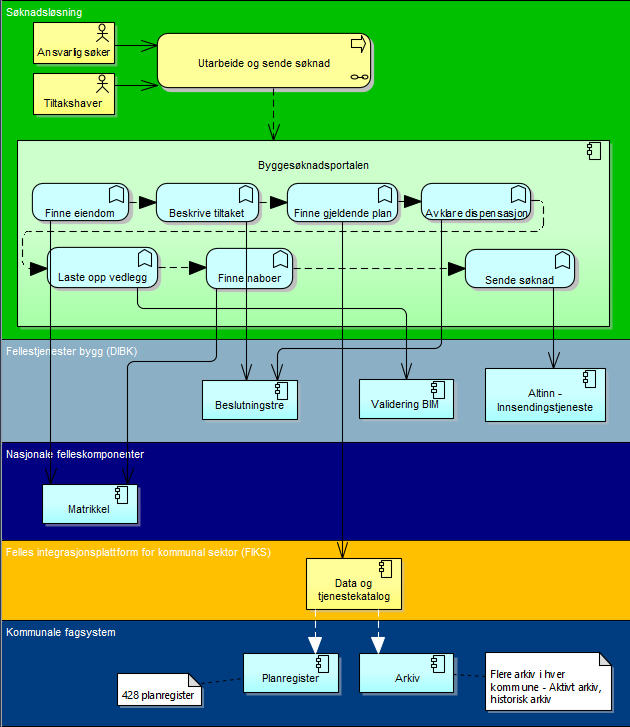 Søknadsløsning
Ansvarlig søker
Utarbeide og sende søknad
Tiltakshaver
Byggesøknadsportalen
Finne eiendom
Beskrive tiltaket
Finne gjeldende plan
Avklare dispensasjon
Laste opp vedlegg
Finne naboer
Sende søknad
Fellestjenester bygg (DIBK)
Beslutningstre
Validering BIM
Altinn -
Innsendingstjeneste
Nasjonale felleskomponenter
Matrikkel
Felles integrasjonsplattform for kommunal sektor (FIKS)
Data og
tjenestekatalog
Kommunale fagsystem
428 planregister
Planregister
Arkiv
Flere arkiv i hver
kommune - Aktivt arkiv,
historisk arkiv